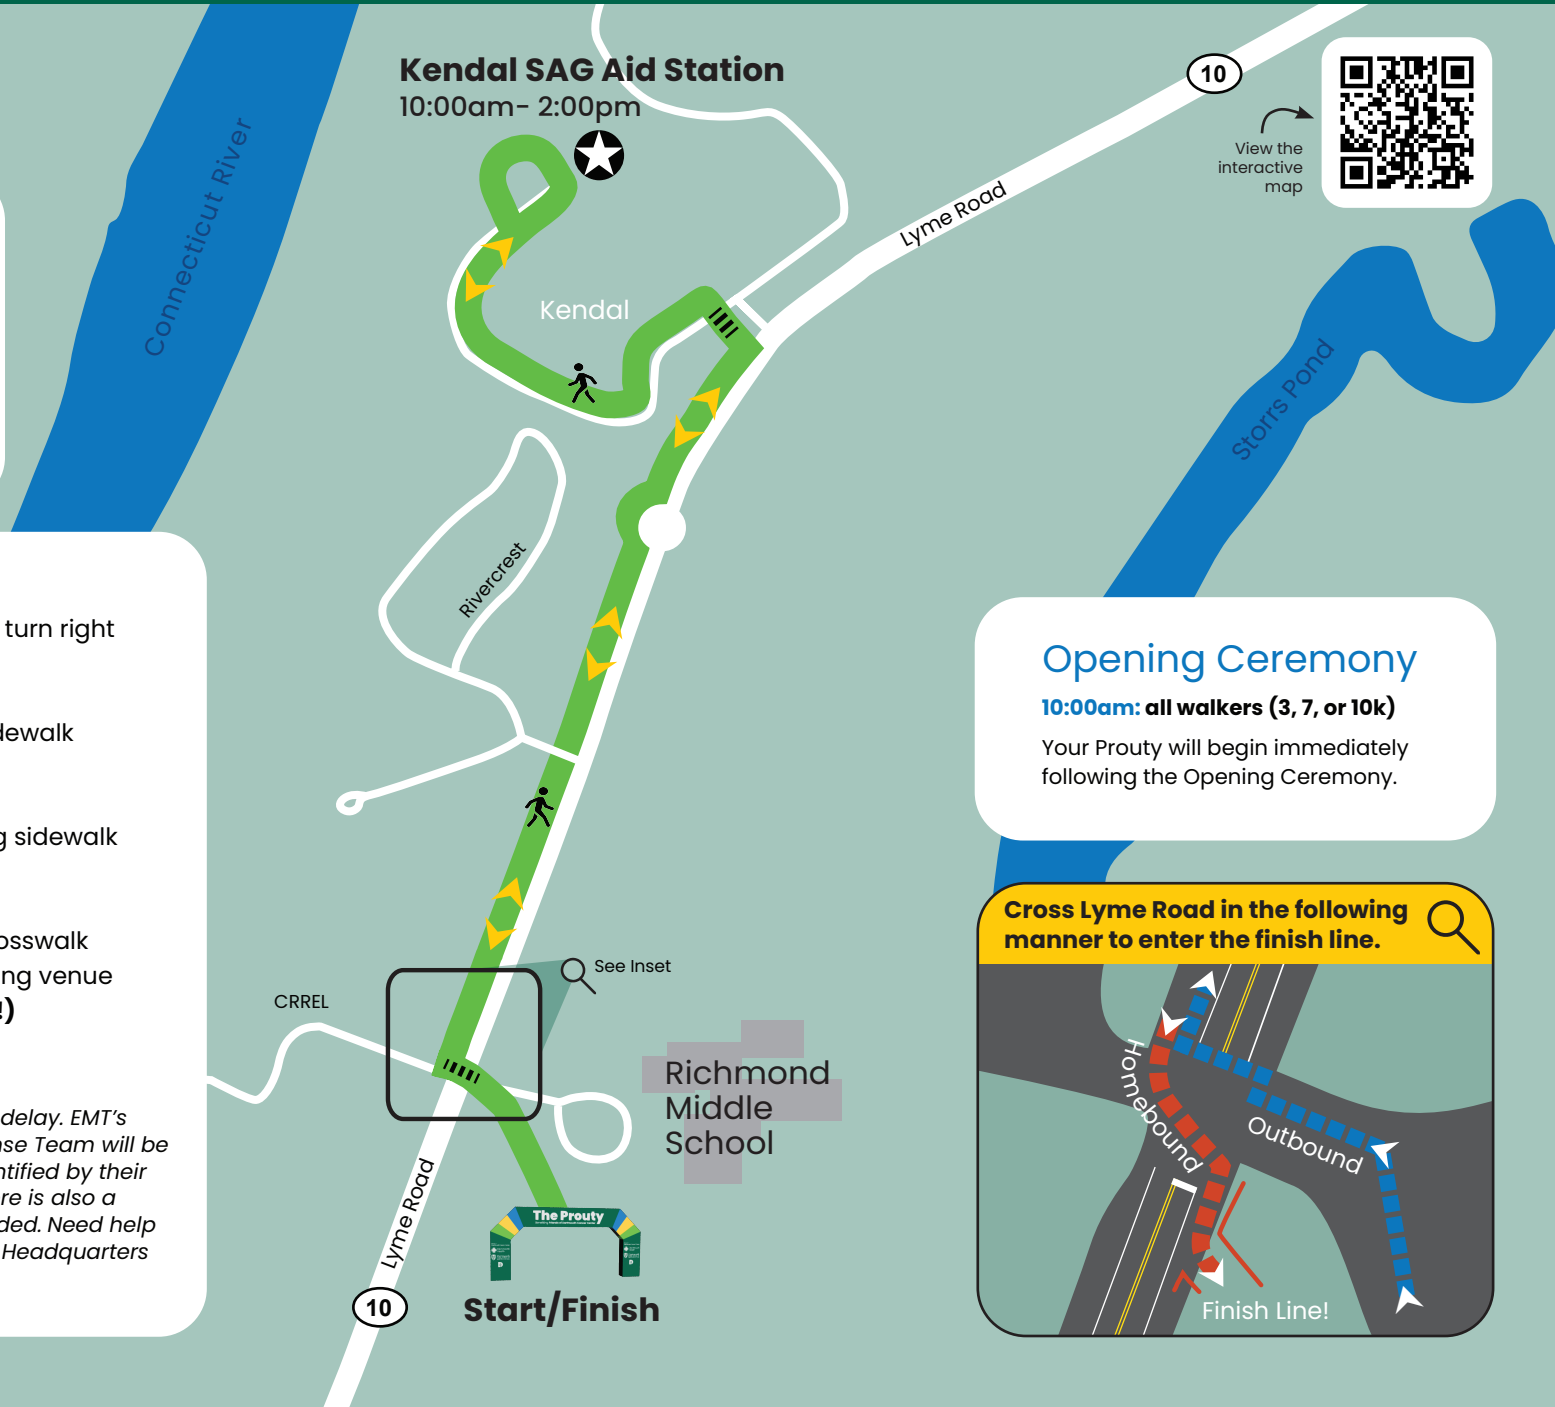 Kendal SAG Aid Station
10:00am- 2:00pm
10
View the
interactive
map
Connecticut River
Lyme Road
Kendal
Storrs Pond
Rivercrest
turn right
dewalk
g sidewalk
osswalk
ing venue
!)
delay. EMT's
nse Team will be
ntified by their
re is also a
ded. Need help
Headquarters
Opening Ceremony
10:00am: all walkers (3, 7, or 10k)
Your Prouty will begin immediately
following the Opening Ceremony.
Cross Lyme Road in the following
manner to enter the finish line.
Homebound
Outbound
Finish Line!
See Inset
CRREL
Richmond
Middle
School
Lyme Road
The Prouty
10
Start/Finish